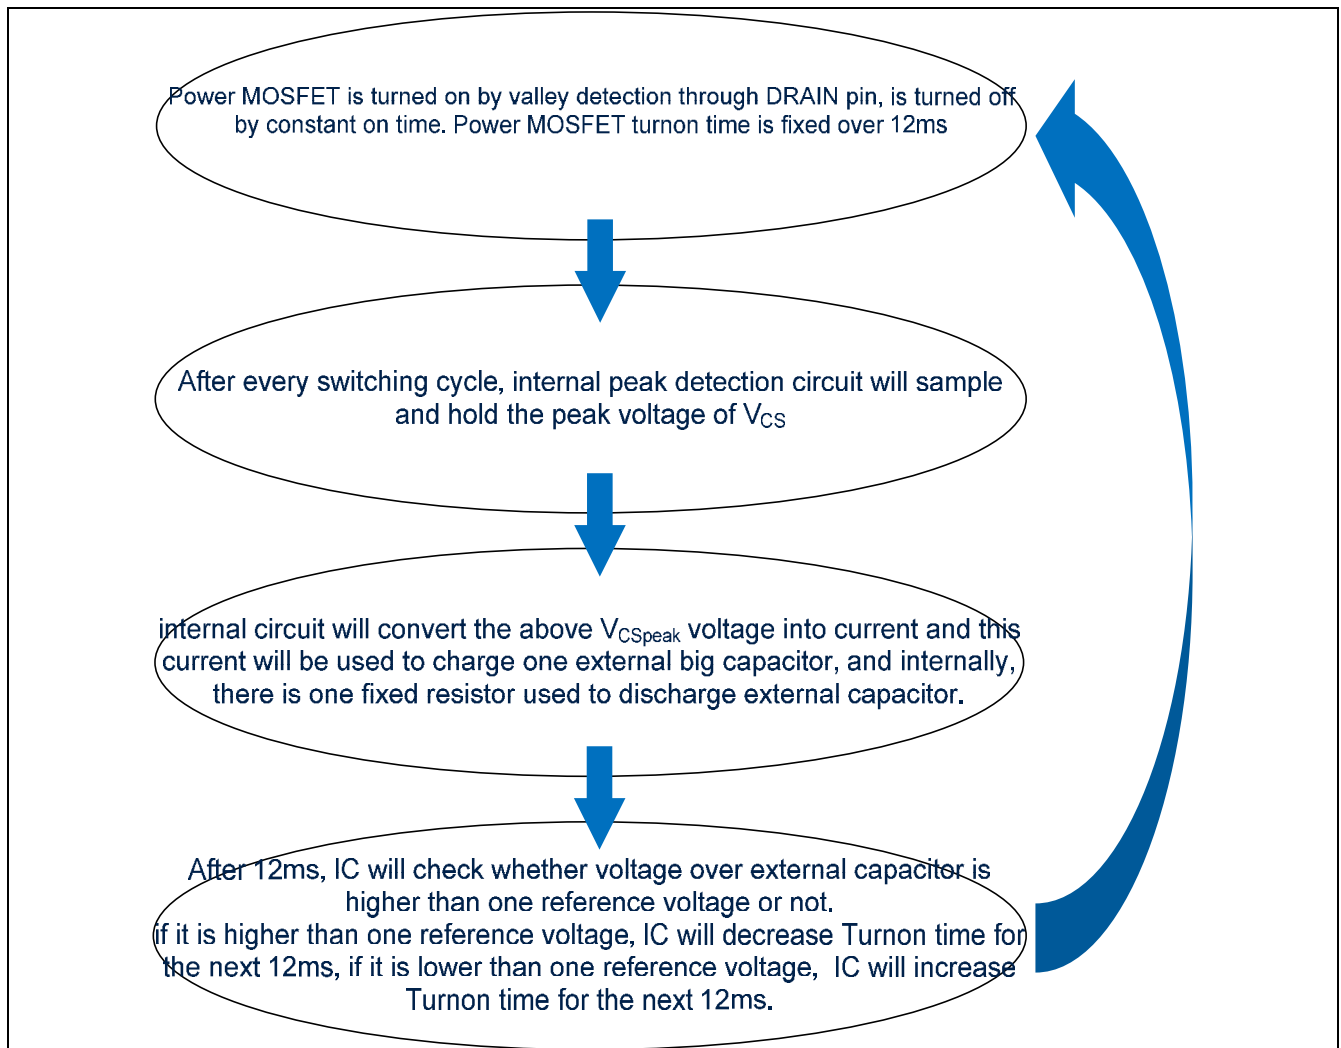 Power MOSFET is turned on by valley detection through DRAIN pin, is turned off
by constant on time. Power MOSFET turnon time is fixed over 12ms
After every switching cycle, internal peak detection circuit will sample
and hold the peak voltage of VCS
internal circuit will convert the above VCSpeak voltage into current and this
current will be used to charge one external big capacitor, and internally,
there is one fixed resistor used to discharge external capacitor.
After 12ms, IC will check whether voltage over external capacitor is
higher than one reference voltage or not.
if it is higher than one reference voltage, IC will decrease Turnon time for
the next 12ms, if it is lower than one reference voltage,  IC will increase
Turnon time for the next 12ms.